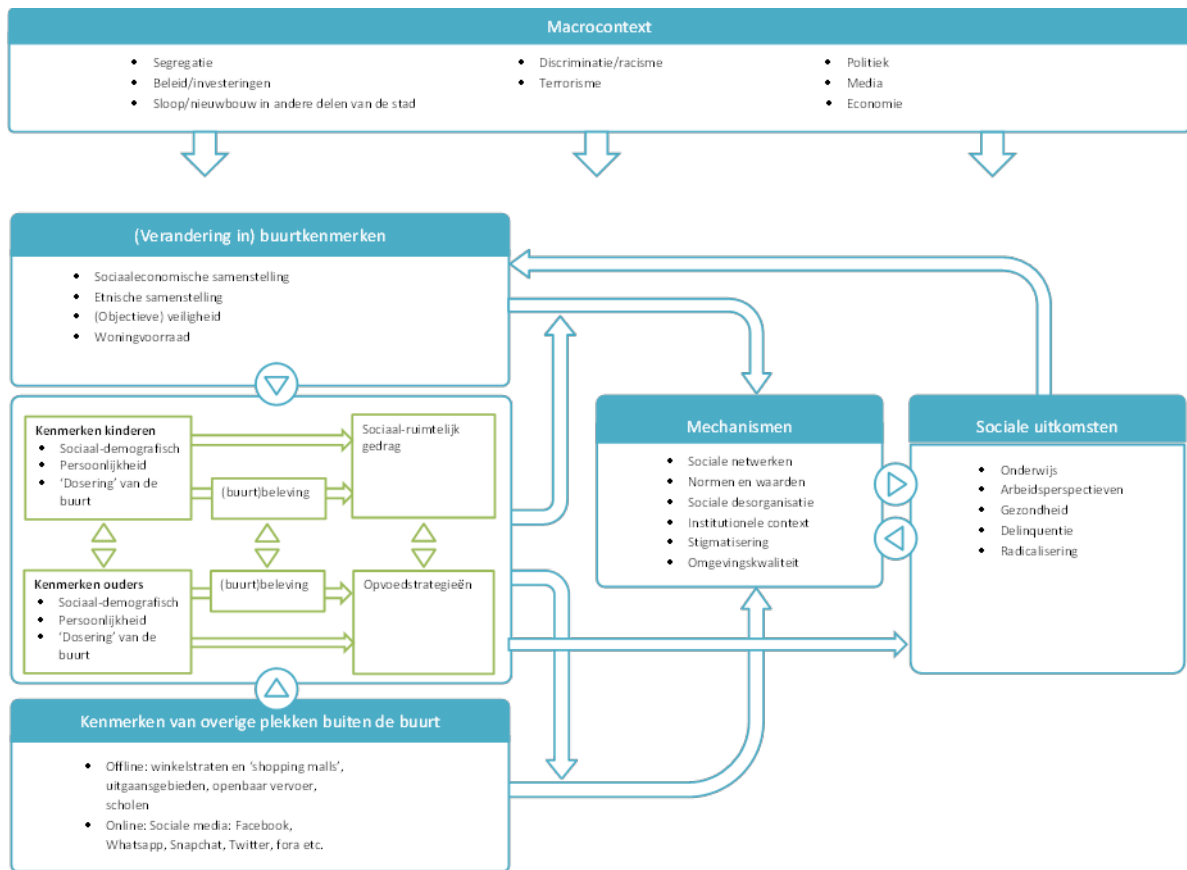 Macrocontext
Segregatie
Beleid/investeringen
Sloop/nieuwbouw in andere delen van de stad
Discriminatie/racisme
Terrorisme
Politiek
Media
Economie
(Verandering in) buurtkenmerken
Sociaaleconomische samenstelling
Etnische samenstelling
(Objectieve) veiligheid
Woningvoorraad
Kenmerken kinderen
Sociaal-demografisch
Persoonlijkheid
‘Dosering’ van de
buurt
(buurt)beleving
Sociaal-ruimtelijk
gedrag
Kenmerken ouders
Sociaal-demografisch
Persoonlijkheid
‘Dosering’ van de
buurt
(buurt)beleving
Opvoedstrategieën
Mechanismen
Sociale netwerken
Normen en waarden
Sociale desorganisatie
Institutionele context
Stigmatisering
Omgevingskwaliteit
Sociale uitkomsten
Onderwijs
Arbeidsperspectieven
Gezondheid
Delinquentie
Radicalisering
Kenmerken van overige plekken buiten de buurt
Offline: winkelstraten en ‘shopping malls’,
uitgaansgebieden, openbaar vervoer,
scholen
Online: Sociale media: Facebook,
Whatsapp, Snapchat, Twitter, fora etc.